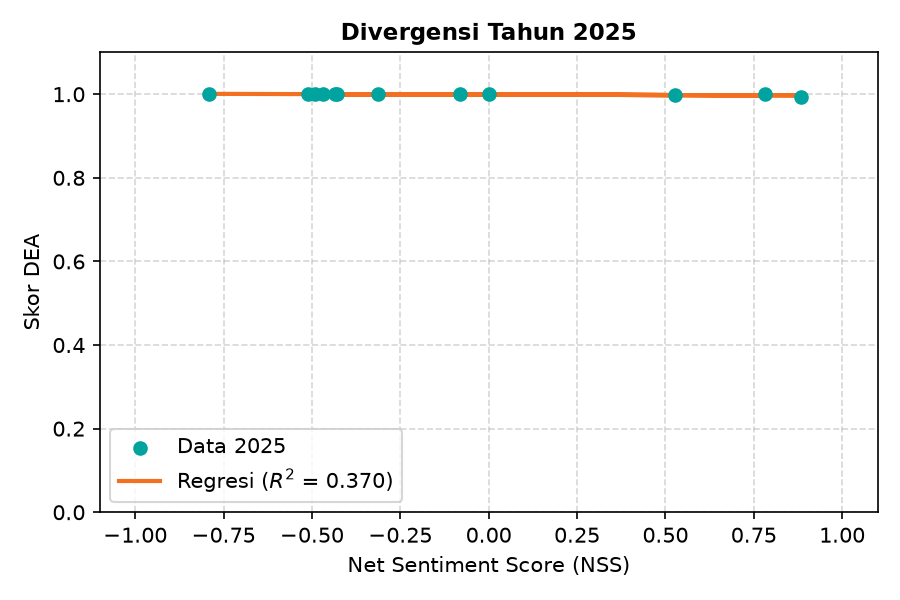 Divergensi Tahun 2025
Skor DEA
1.0
0.8
0.6
0.4
0.2
0.0
Data 2025
Regresi (R² = 0.370)
−1.00 −0.75 −0.50 −0.25 0.00 0.25 0.50 0.75 1.00
Net Sentiment Score (NSS)